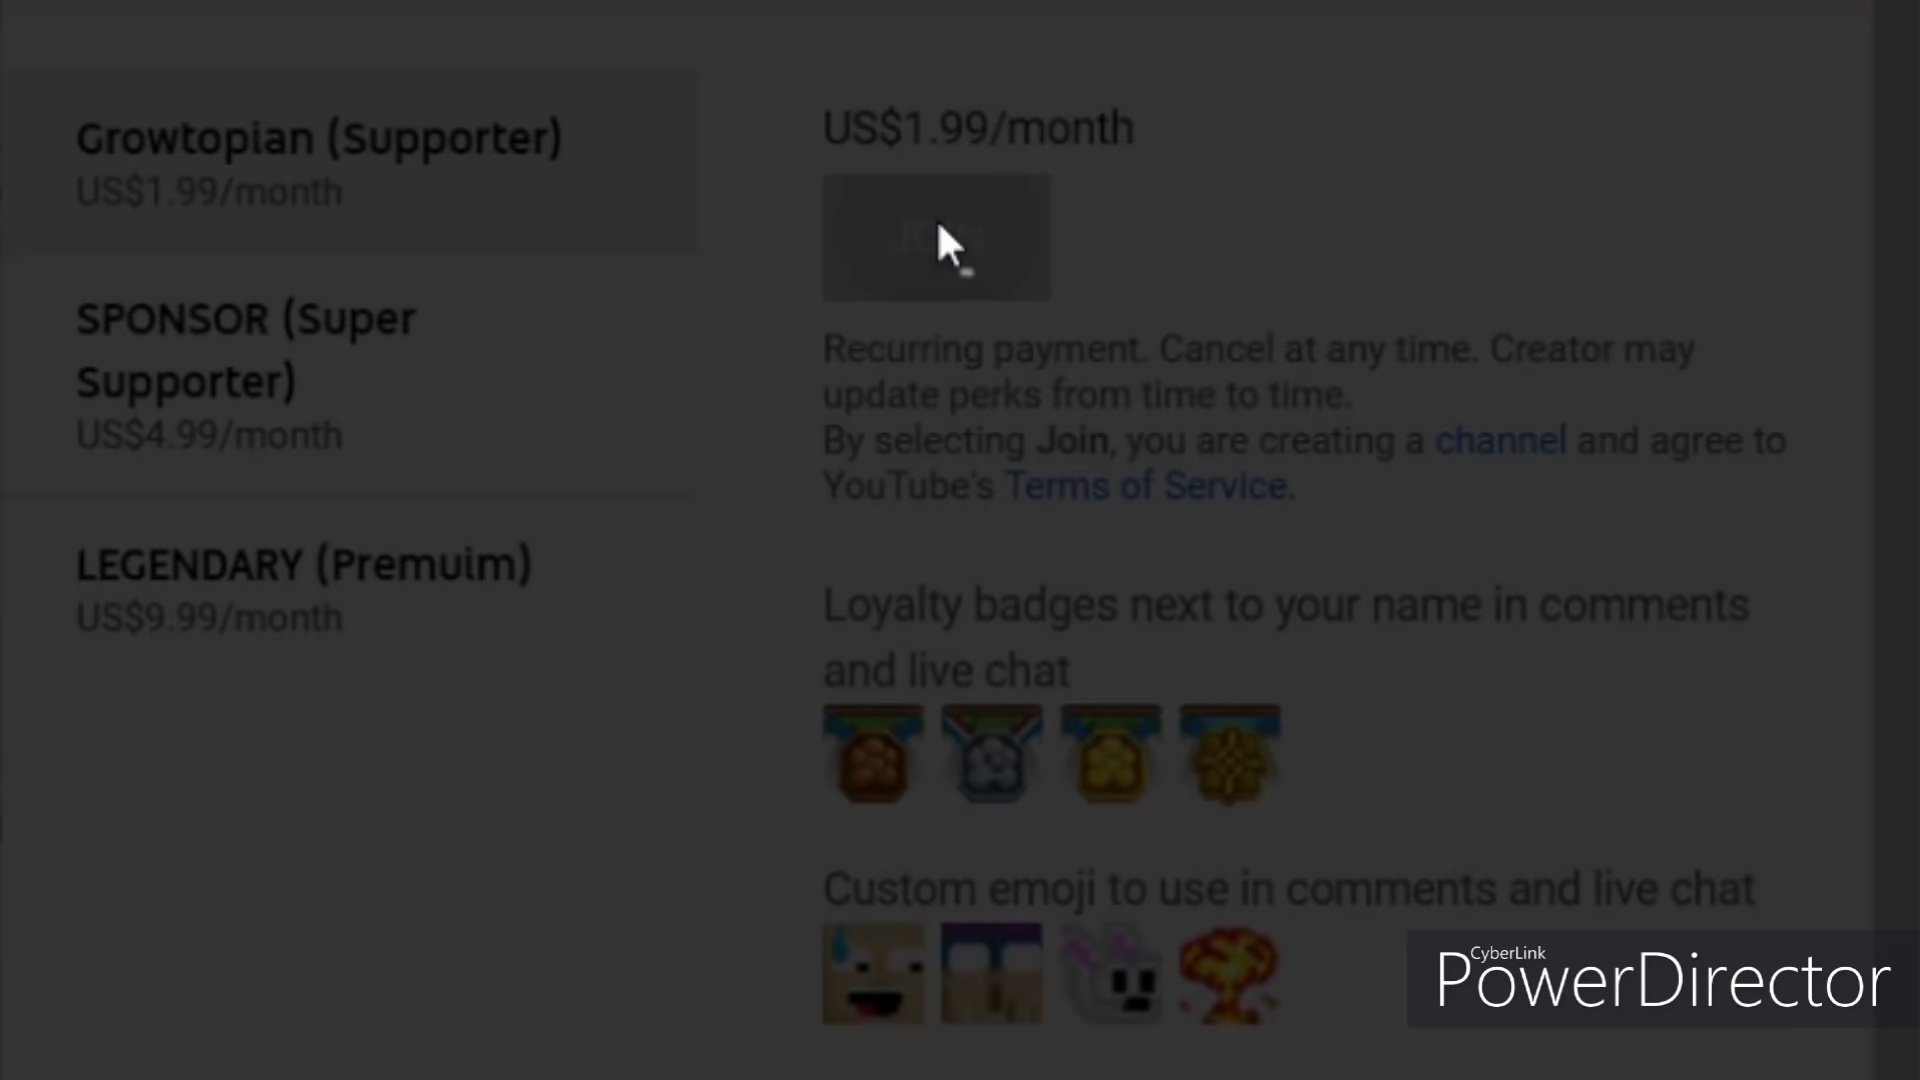 Growtopian (Supporter)
US$1.99/month
SPONSOR (Super
Supporter)
US$4.99/month
LEGENDARY (Premuim)
US$9.99/month
US$1.99/month
JOIN
Recurring payment. Cancel at any time. Creator may
update perks from time to time.
By selecting Join, you are creating a channel and agree to
YouTube's Terms of Service.
Loyalty badges next to your name in comments
and live chat
Custom emoji to use in comments and live chat
CyberLink
PowerDirector